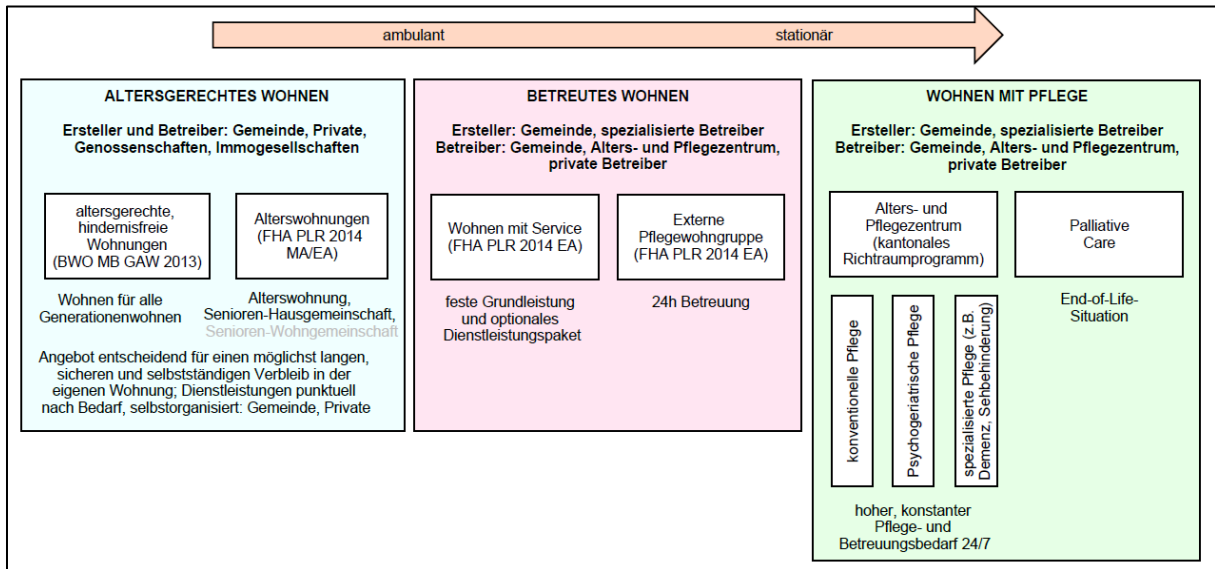 ambulant
stationär
ALTERSGERECHTES WOHNEN
Ersteller und Betreiber: Gemeinde, Private,
Genossenschaften, Immogesellschaften
altersgerechte,
hindernisfreie
Wohnungen
(BWO MB GAW 2013)
Alterswohnungen
(FHA PLR 2014
MA/EA)
Wohnen für alle
Generationenwohnen
Alterswohnung,
Senioren-Hausgemeinschaft,
Senioren-Wohngemeinschaft
Angebot entscheidend für einen möglichst langen,
sicheren und selbstständigen Verbleib in der
eigenen Wohnung; Dienstleistungen punktuell
nach Bedarf, selbstorganisiert: Gemeinde, Private
BETREUTES WOHNEN
Ersteller: Gemeinde, spezialisierte Betreiber
Betreiber: Gemeinde, Alters- und Pflegezentrum,
private Betreiber
Wohnen mit Service
(FHA PLR 2014 EA)
Externe
Pflegewohngruppe
(FHA PLR 2014 EA)
feste Grundleistung
und optionales
Dienstleistungspaket
24h Betreuung
WOHNEN MIT PFLEGE
Ersteller: Gemeinde, spezialisierte Betreiber
Betreiber: Gemeinde, Alters- und Pflegezentrum,
private Betreiber
Alters- und
Pflegezentrum
(kantonales
Richtraumprogramm)
Palliative
Care
konventionelle Pflege
Psychogeriatrische Pflege
spezialisierte Pflege (z.B.
Demenz, Sehbehinderung)
End-of-Life-
Situation
hoher, konstanter
Pflege- und
Betreuungsbedarf 24/7